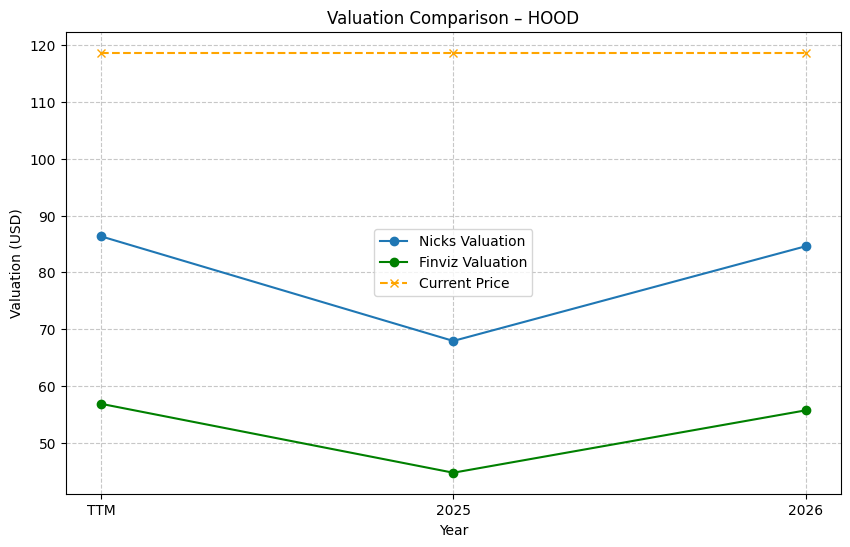 Valuation Comparison – HOOD
Valuation (USD)
120
110
100
90
80
70
60
50
Nicks Valuation
Finviz Valuation
Current Price
TTM
2025
2026
Year